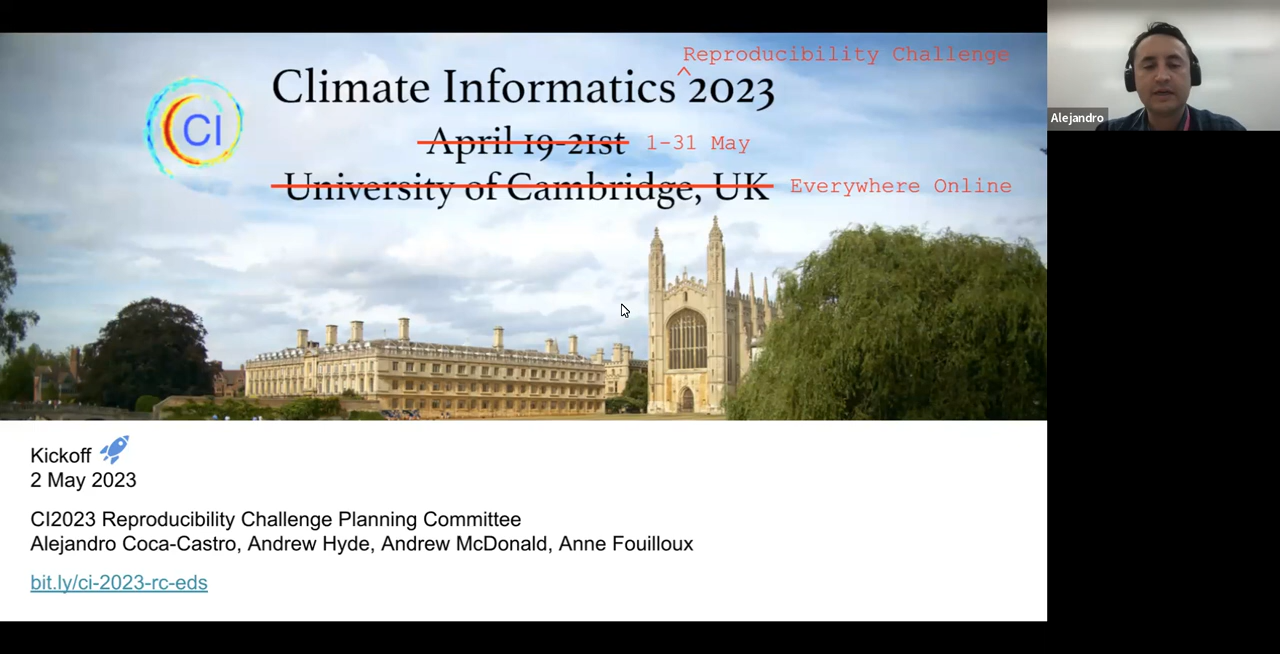 Reproducibility Challenge
^
Climate Informatics 2023
CI
April 19-21st 1-31 May
University of Cambridge, UK Everywhere Online
Alejandro
Kickoff
2 May 2023
CI2023 Reproducibility Challenge Planning Committee
Alejandro Coca-Castro, Andrew Hyde, Andrew McDonald, Anne Fouilloux
bit.ly/ci-2023-rc-eds